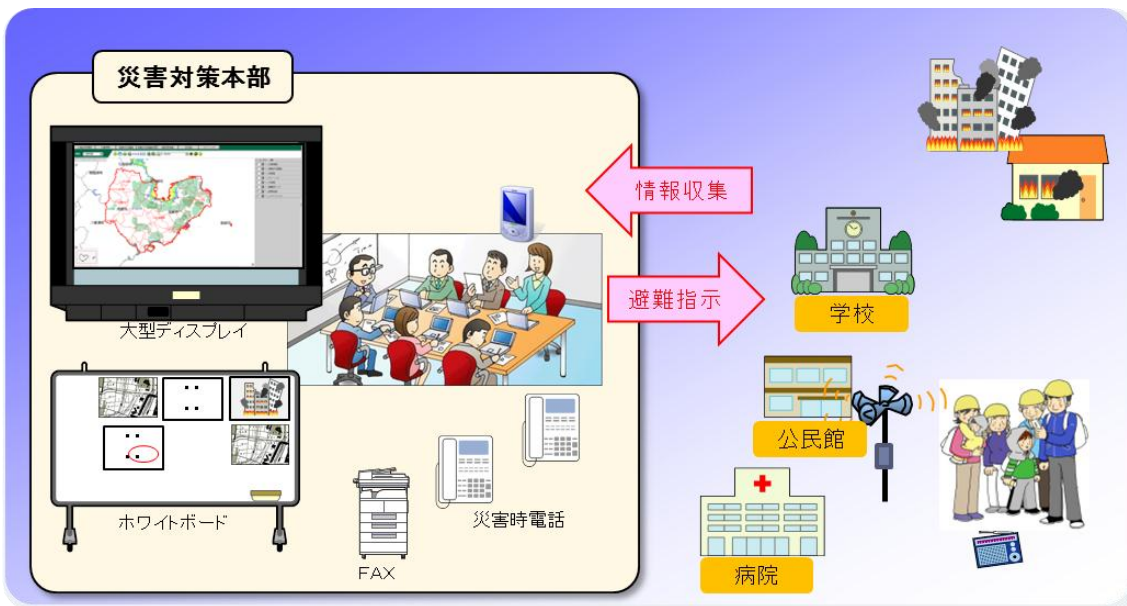 災害対策本部
大型ディスプレイ
ホワイトボード
FAX
災害時電話
情報収集
避難指示
学校
公民館
病院